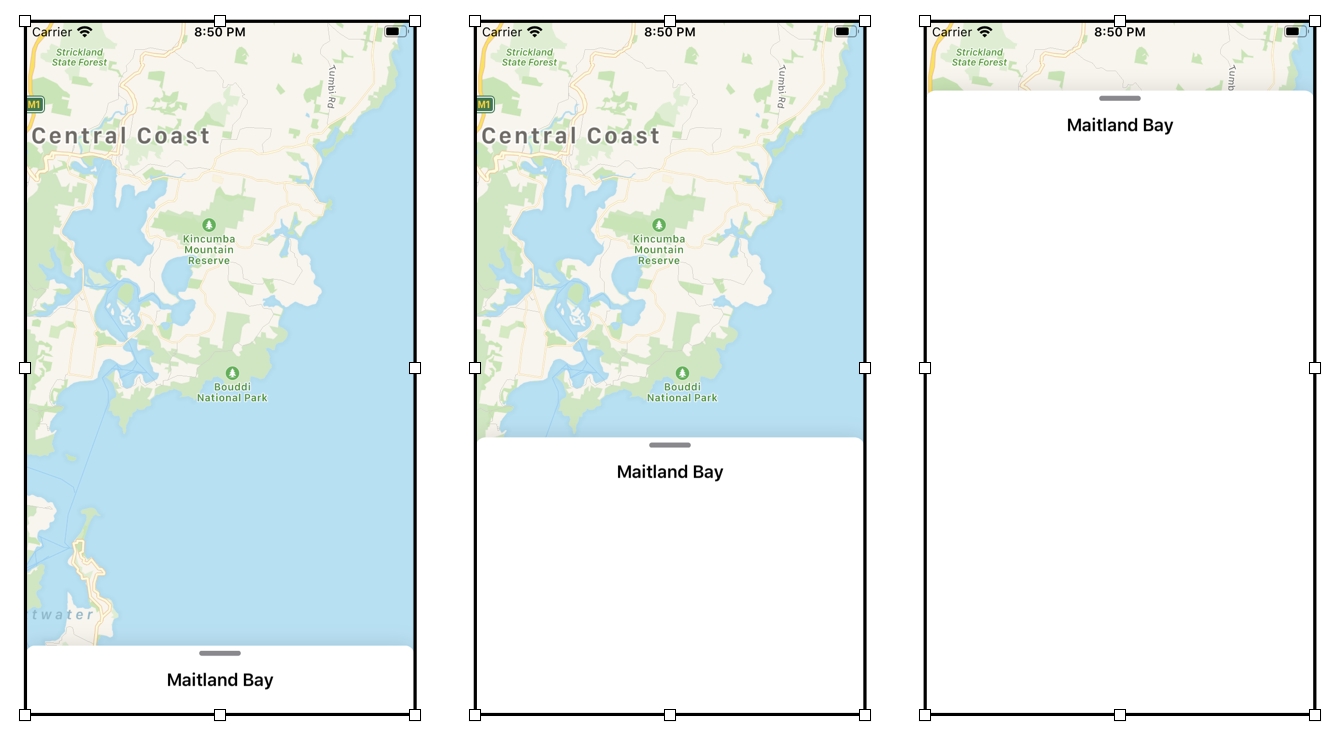 Carrier
8:50 PM
Strickland
State Forest
Tumbi Rd
M1
Central Coast
Kincumba
Mountain
Reserve
Bouddi
National Park
twater
Maitland Bay
Carrier
8:50 PM
Strickland
State Forest
Tumbi Rd
M1
Central Coast
Kincumba
Mountain
Reserve
Bouddi
National Park
Maitland Bay
Carrier
8:50 PM
Strickland
State Forest
Tumb
Maitland Bay